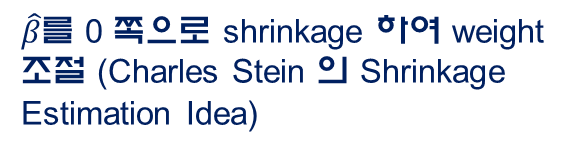 β̂를 0 쪽으로 shrinkage 하여 weight
조절 (Charles Stein 의 Shrinkage
Estimation Idea)